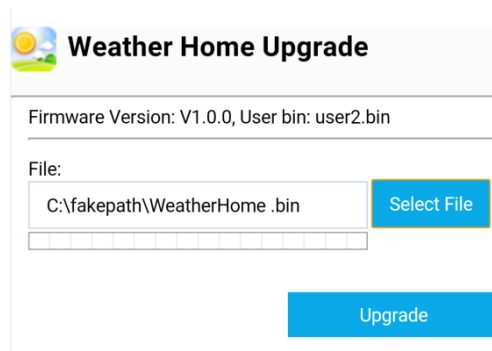 Weather Home Upgrade
Firmware Version: V1.0.0, User bin: user2.bin
File:
C:\fakepath\WeatherHome .bin
Select File
Upgrade